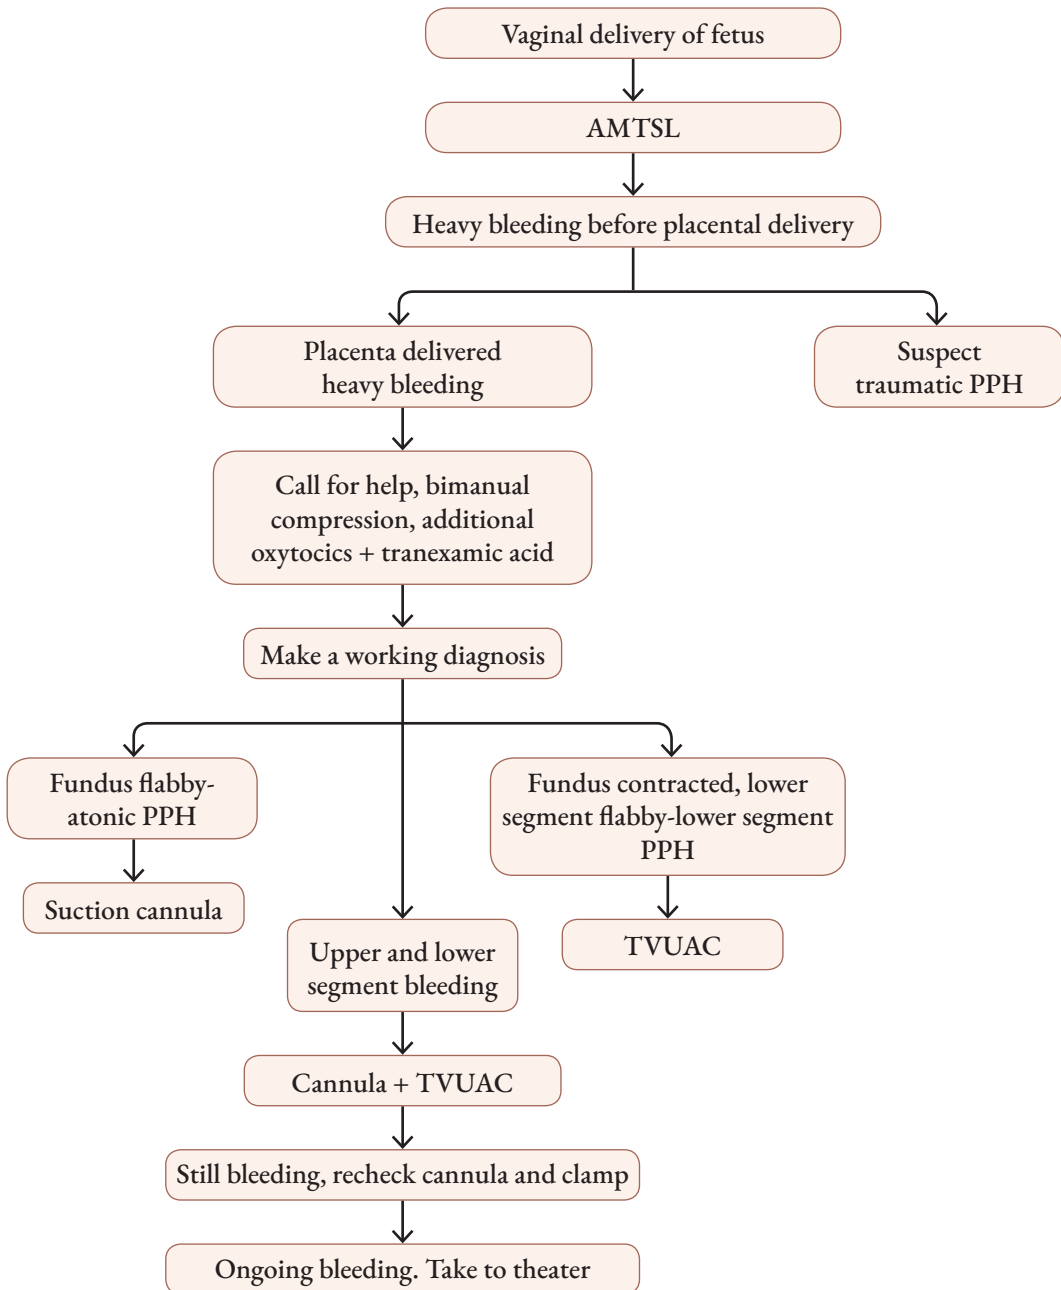 Vaginal delivery of fetus
AMTSL
Heavy bleeding before placental delivery
Placenta delivered
heavy bleeding
Suspect
traumatic PPH
Call for help, bimanual
compression, additional
oxytocics + tranexamic acid
Make a working diagnosis
Fundus flabby-
atonic PPH
Fundus contracted, lower
segment flabby-lower segment
PPH
Suction cannula
TVUAC
Upper and lower
segment bleeding
Cannula + TVUAC
Still bleeding, recheck cannula and clamp
Ongoing bleeding. Take to theater